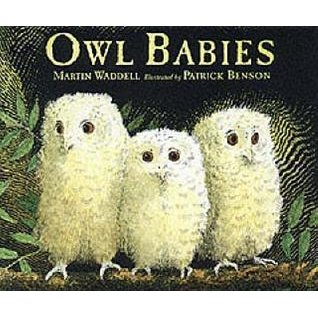 OWL BABIES
MARTIN WADDELL Illustrated by PATRICK BENSON